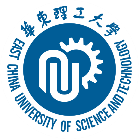 華東理工大學
EAST CHINA UNIVERSITY OF SCIENCE AND TECHNOLOGY